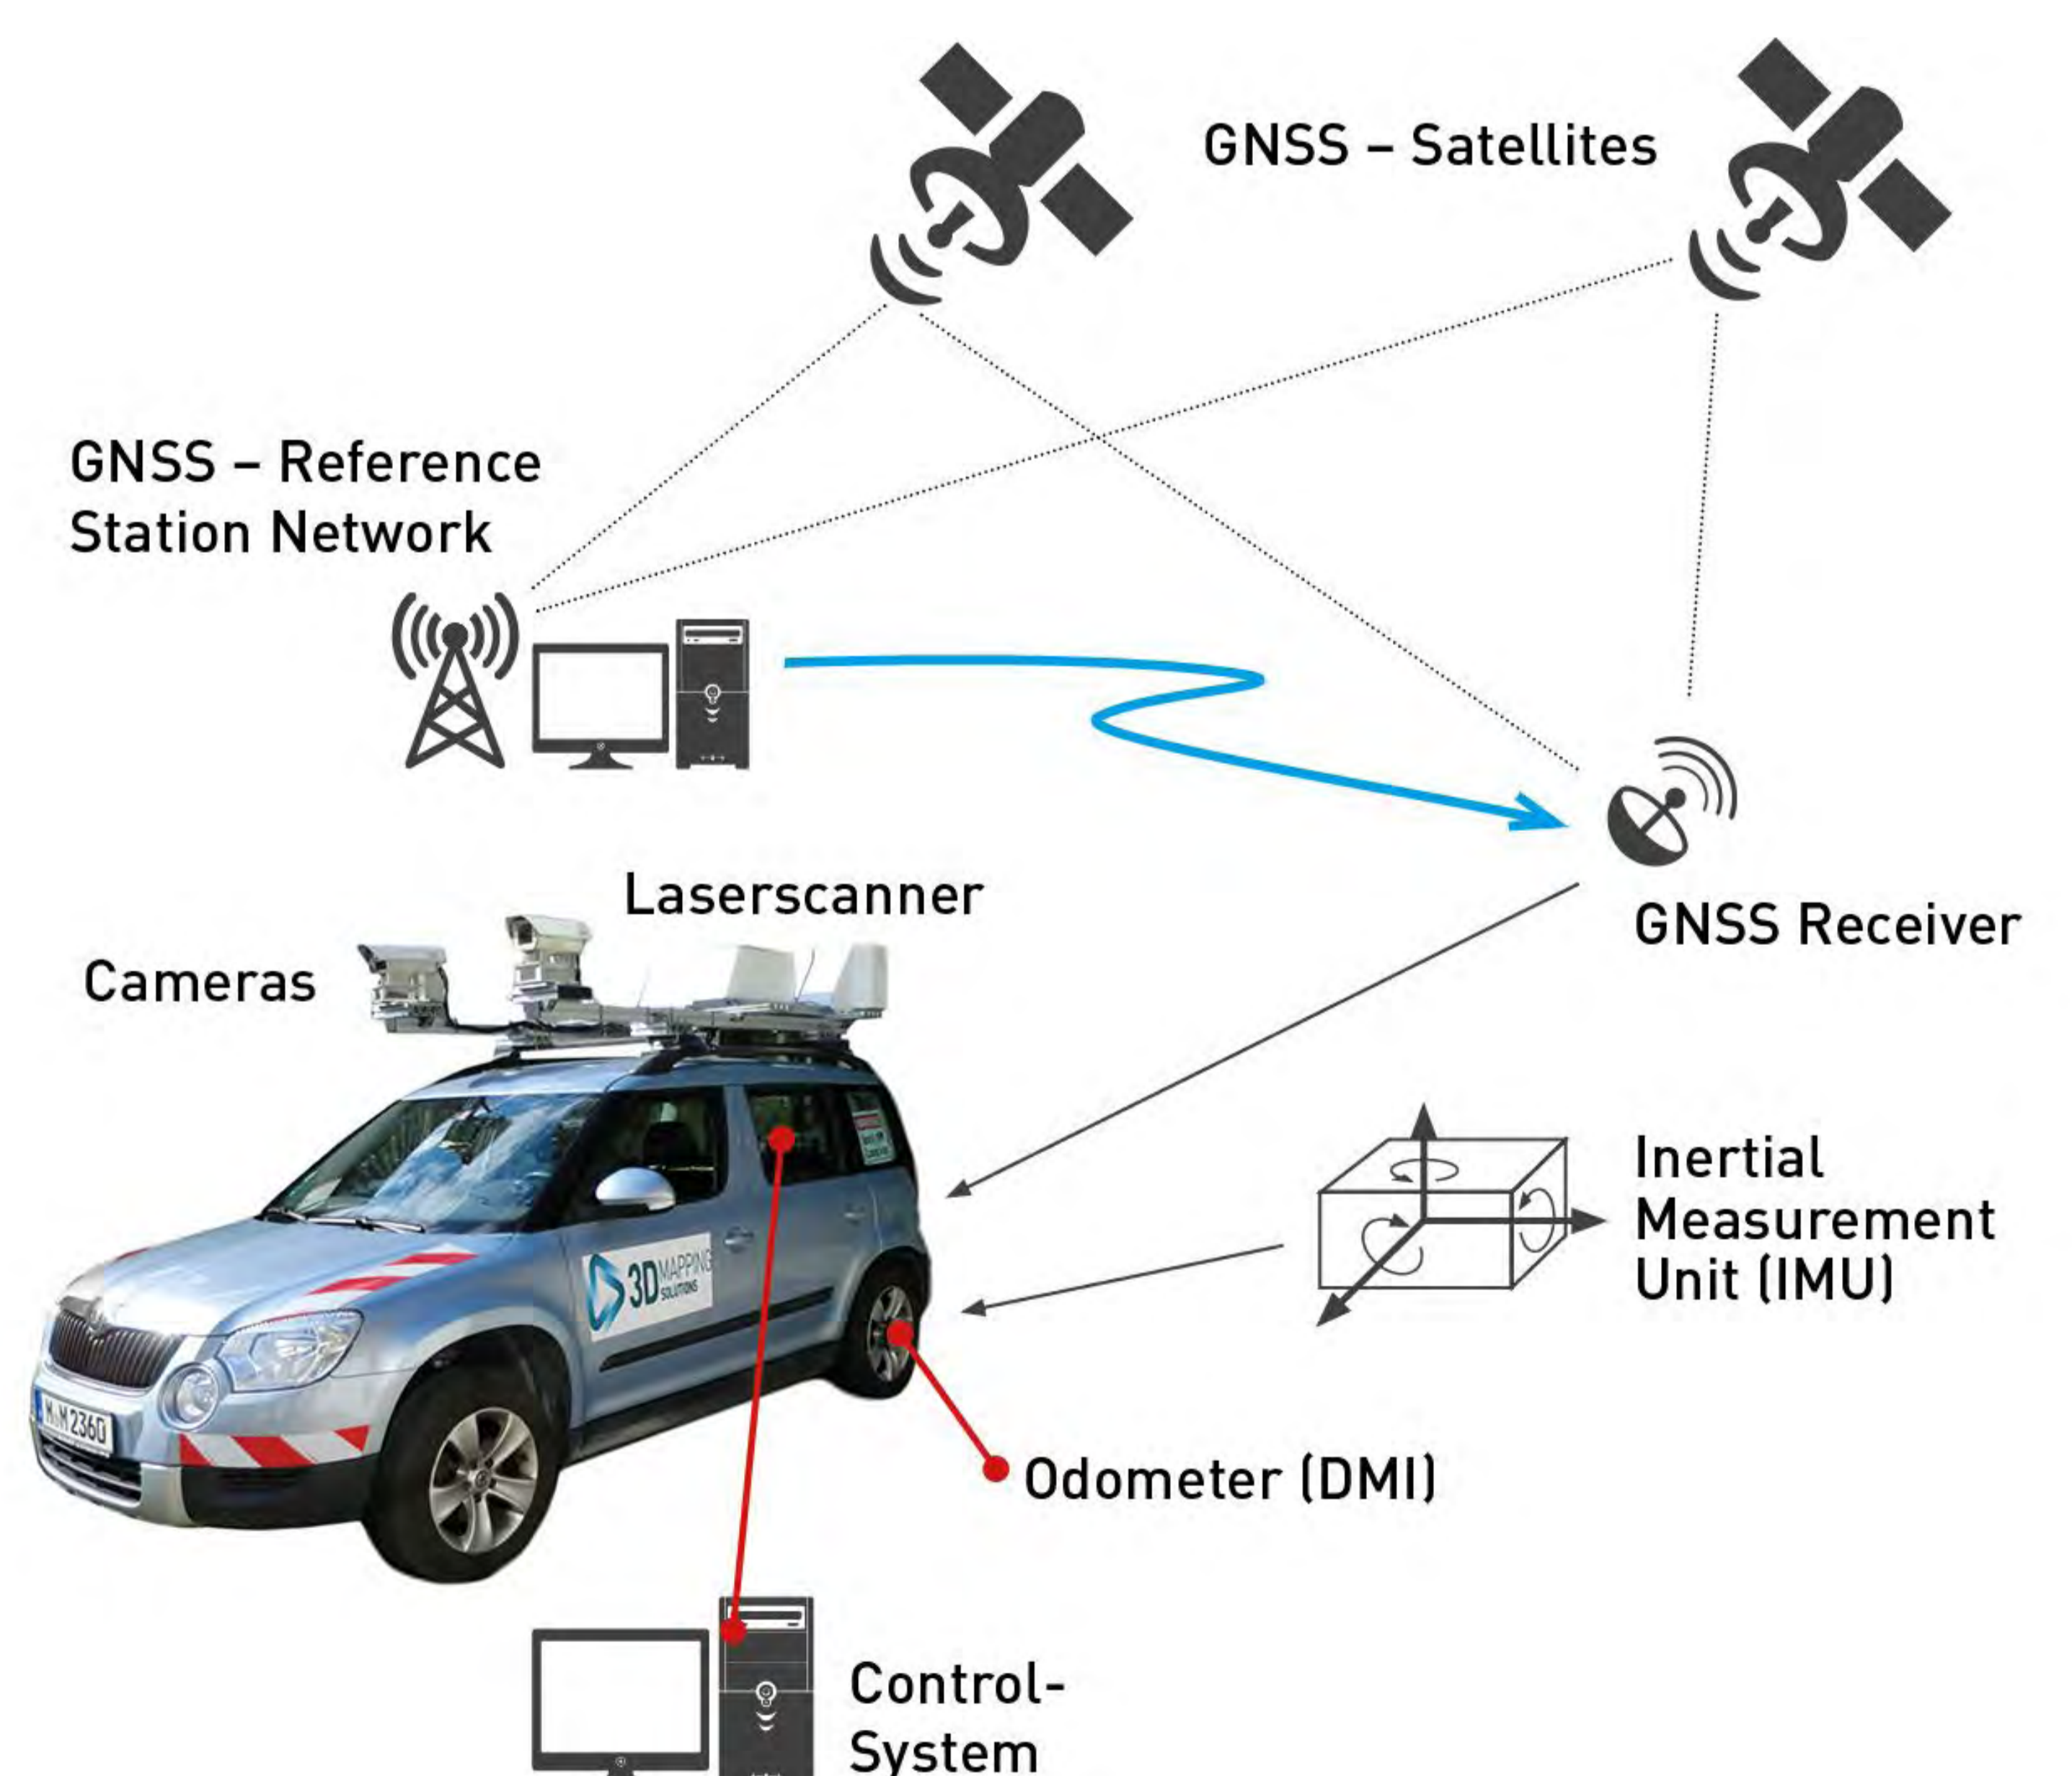 GNSS – Satellites
GNSS – Reference
Station Network
Laserscanner
Cameras
GNSS Receiver
Inertial
Measurement
Unit (IMU)
3D MAPPING
SOLUTIONS
M 2360
Odometer (DMI)
Control-
System